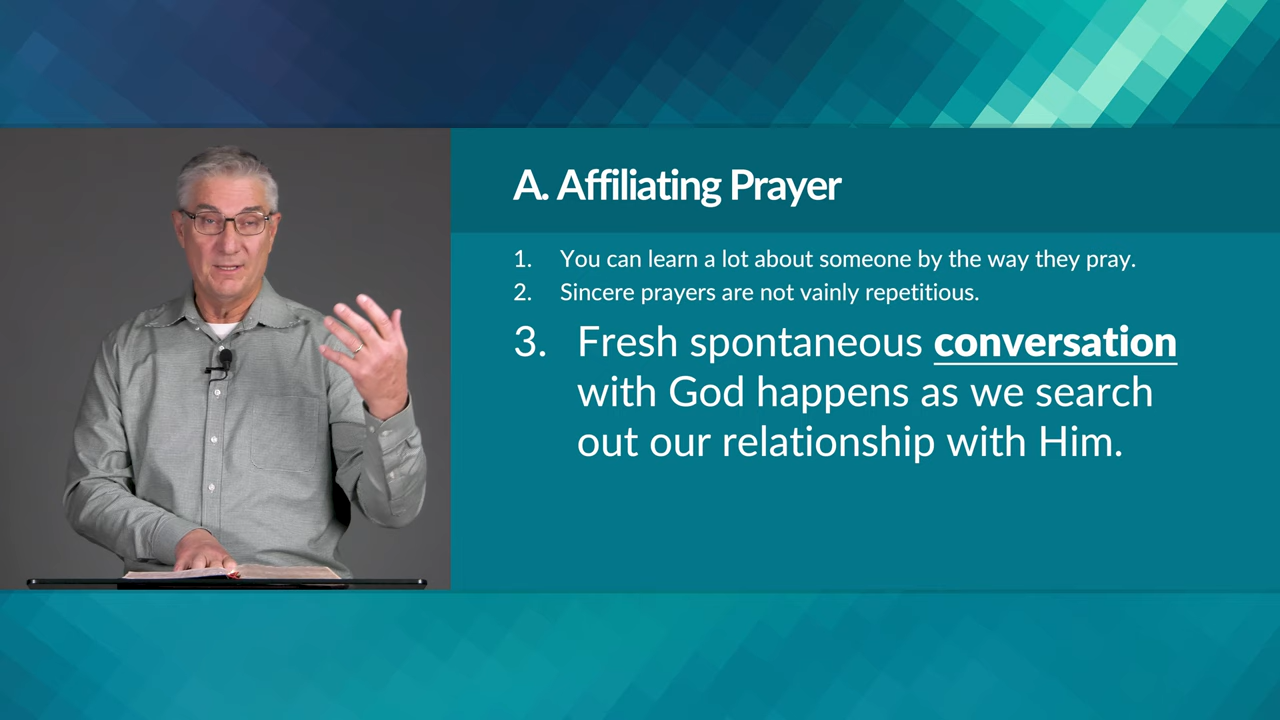 A. Affiliating Prayer
1. You can learn a lot about someone by the way they pray.
2. Sincere prayers are not vainly repetitious.
3. Fresh spontaneous conversation
with God happens as we search
out our relationship with Him.